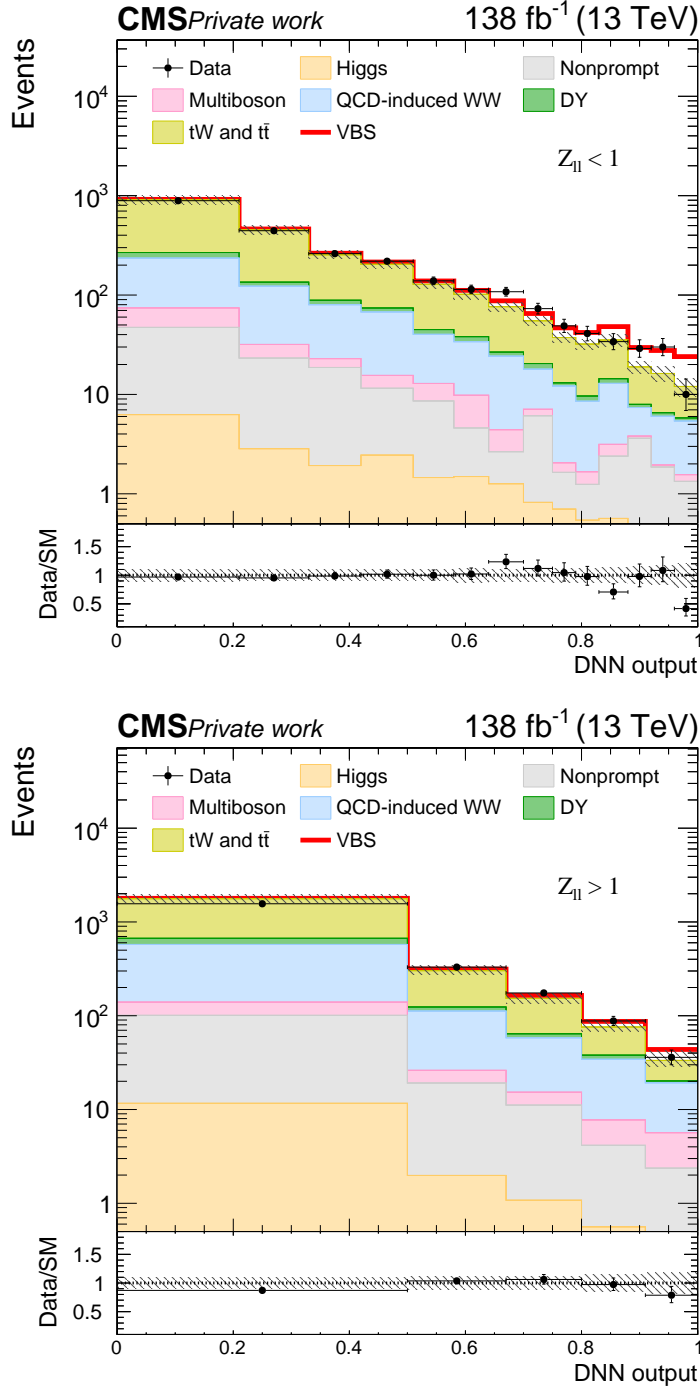 CMS Private work 138 fb⁻¹ (13 TeV)
Events
Data Higgs Nonprompt
Multiboson QCD-induced WW DY
tW and tt̄ VBS
Z_ll < 1
10⁴
10³
10²
10
1
Data/SM
1.5
1
0.5
0 0.2 0.4 0.6 0.8 1
DNN output
CMS Private work 138 fb⁻¹ (13 TeV)
Events
Data Higgs Nonprompt
Multiboson QCD-induced WW DY
tW and tt̄ VBS
Z_ll > 1
10⁴
10³
10²
10
1
Data/SM
1.5
1
0.5
0 0.2 0.4 0.6 0.8 1
DNN output